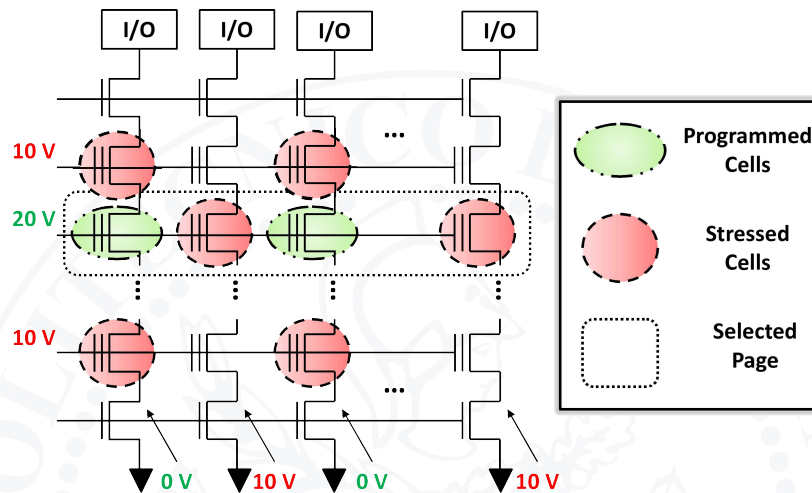 I/O I/O I/O I/O
10 V
...
20 V
10 V
...
0 V 10 V 0 V 10 V
Programmed
Cells
Stressed
Cells
Selected
Page